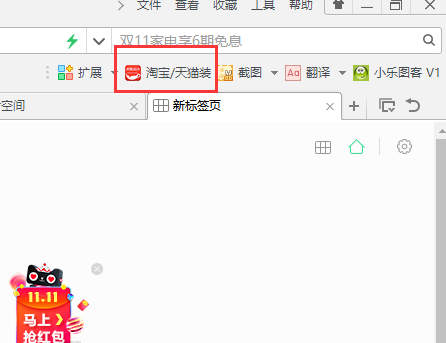 文件 查看 收藏 工具 帮助
双11家电享6期免息
扩展 淘宝/天猫装 截图 Aa 翻译 小乐图客 V1
空间 新标签页
11.11
马上
抢红包